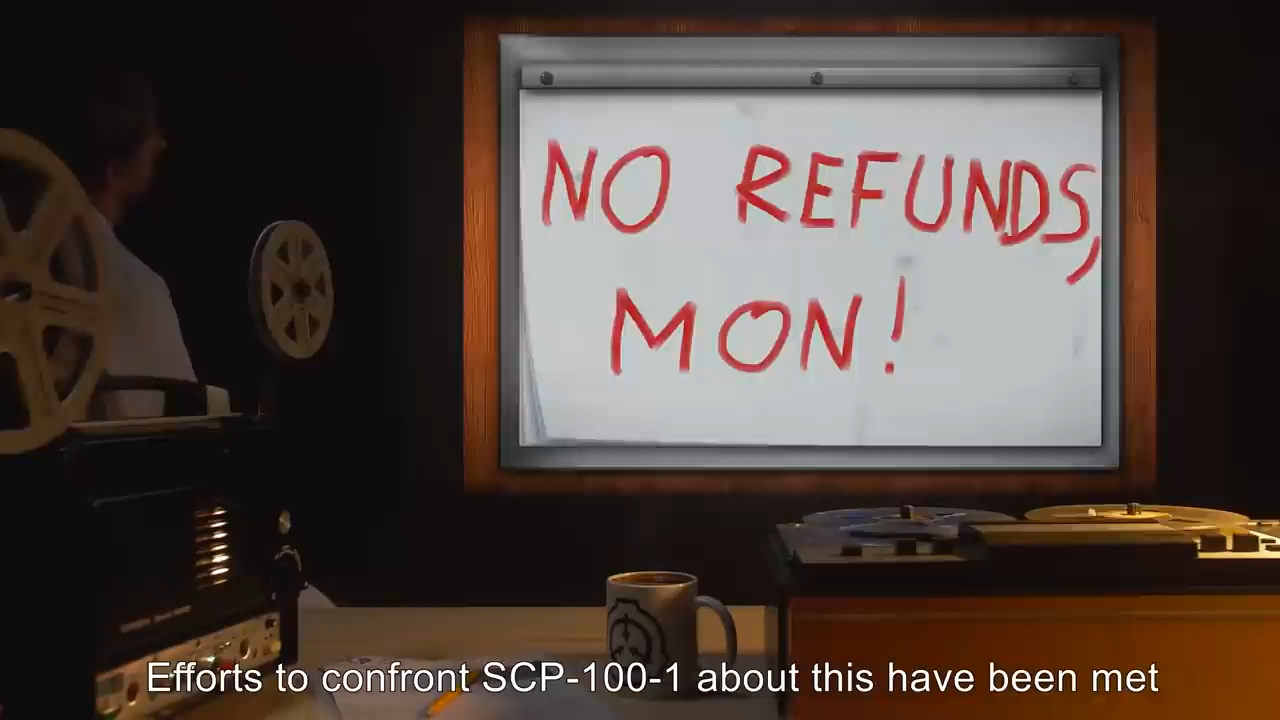 NO REFUNDS,
MON!
Efforts to confront SCP-100-1 about this have been met